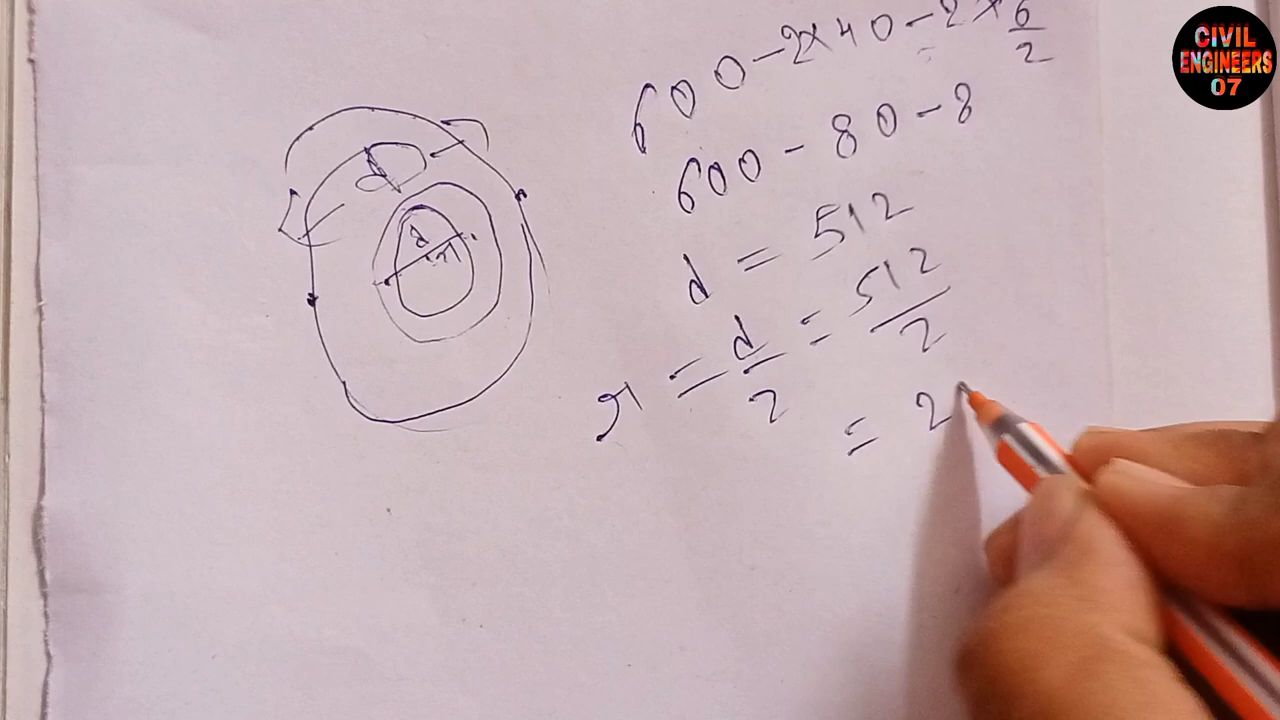 600-2×40-2×6/2
600-80-8
d = 512
r = d/2 = 512/2
= 2
d
r
CIVIL
ENGINEERS
07